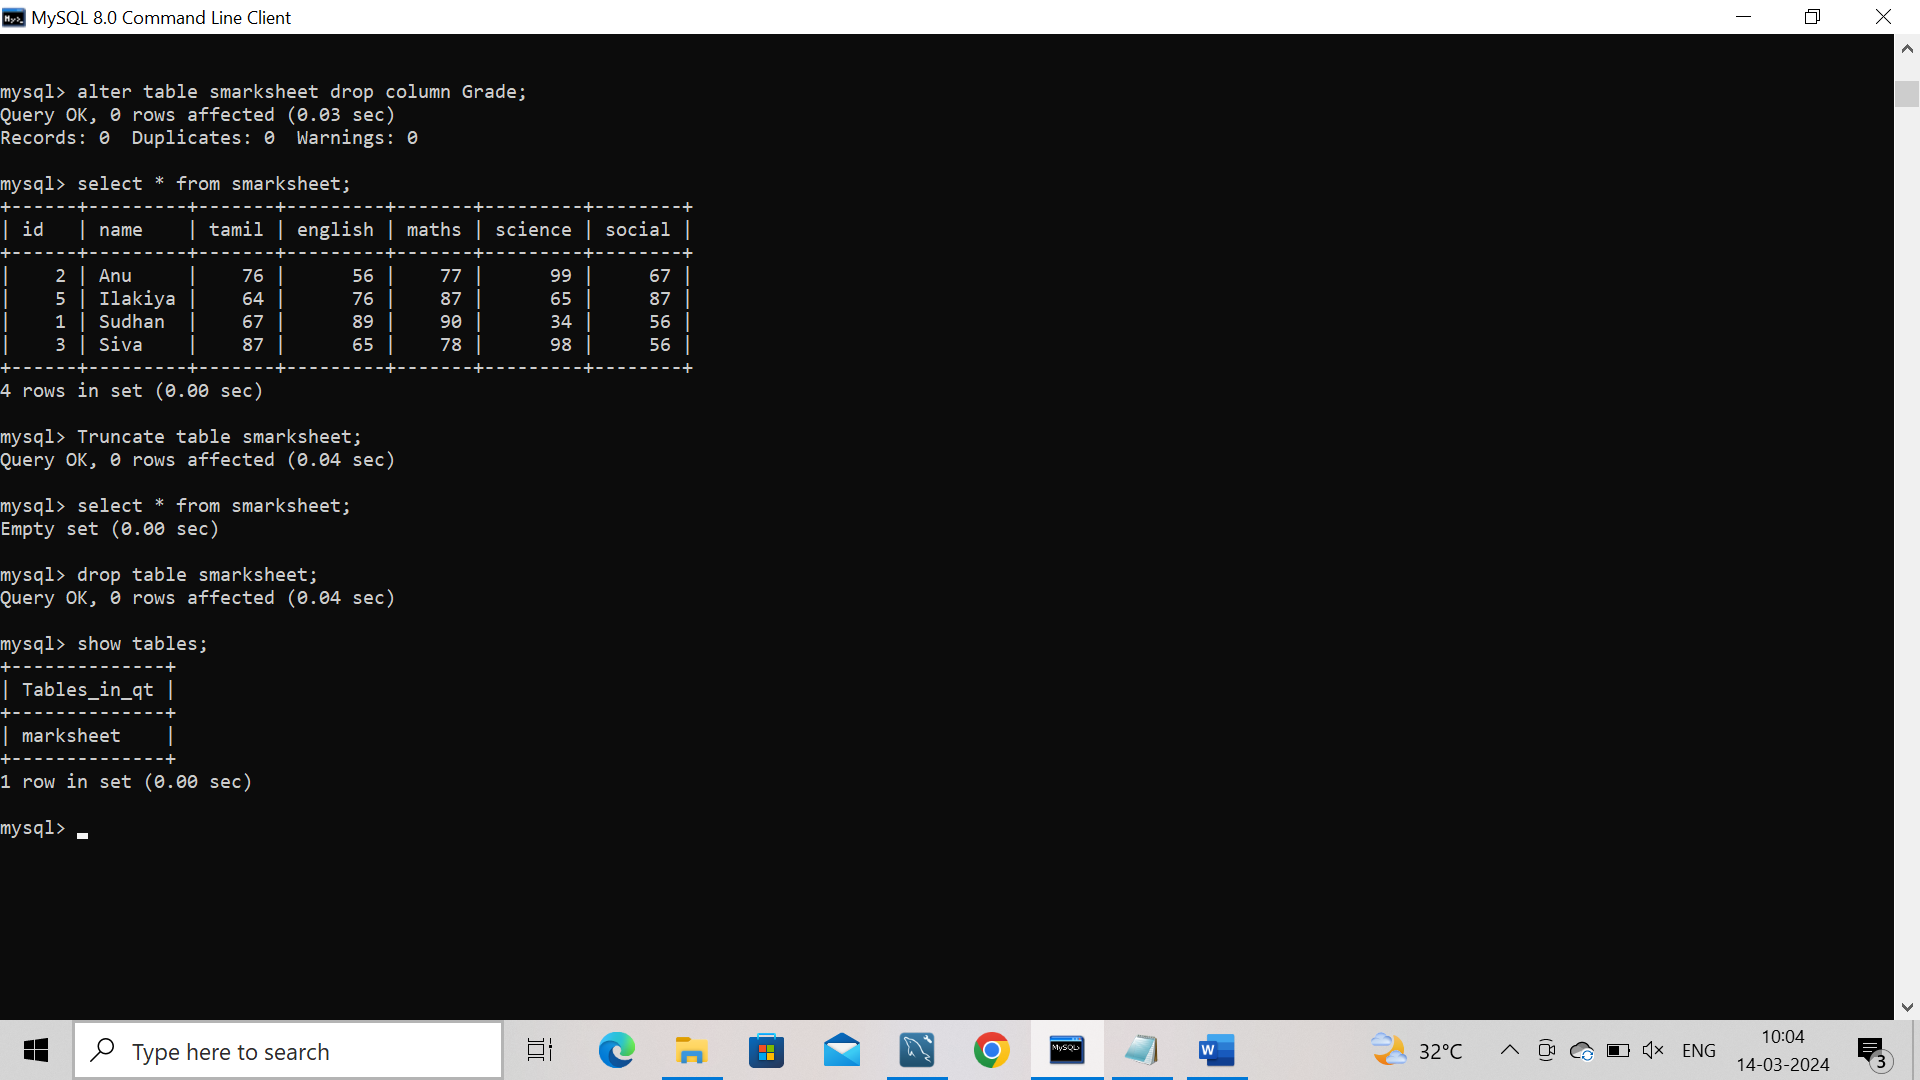 MySQL 8.0 Command Line Client
mysql> alter table smarksheet drop column Grade;
Query OK, 0 rows affected (0.03 sec)
Records: 0  Duplicates: 0  Warnings: 0
mysql> select * from smarksheet;
+------+---------+-------+---------+-------+---------+--------+
| id   | name    | tamil | english | maths | science | social |
+------+---------+-------+---------+-------+---------+--------+
|    2 | Anu     |    76 |      56 |    77 |      99 |     67 |
|    5 | Ilakiya |    64 |      76 |    87 |      65 |     87 |
|    1 | Sudhan  |    67 |      89 |    90 |      34 |     56 |
|    3 | Siva    |    87 |      65 |    78 |      98 |     56 |
+------+---------+-------+---------+-------+---------+--------+
4 rows in set (0.00 sec)
mysql> Truncate table smarksheet;
Query OK, 0 rows affected (0.04 sec)
mysql> select * from smarksheet;
Empty set (0.00 sec)
mysql> drop table smarksheet;
Query OK, 0 rows affected (0.04 sec)
mysql> show tables;
+--------------+
| Tables_in_qt |
+--------------+
| marksheet    |
+--------------+
1 row in set (0.00 sec)
mysql>
Type here to search
MySQL>
W
32°C
ENG
10:04
14-03-2024
3